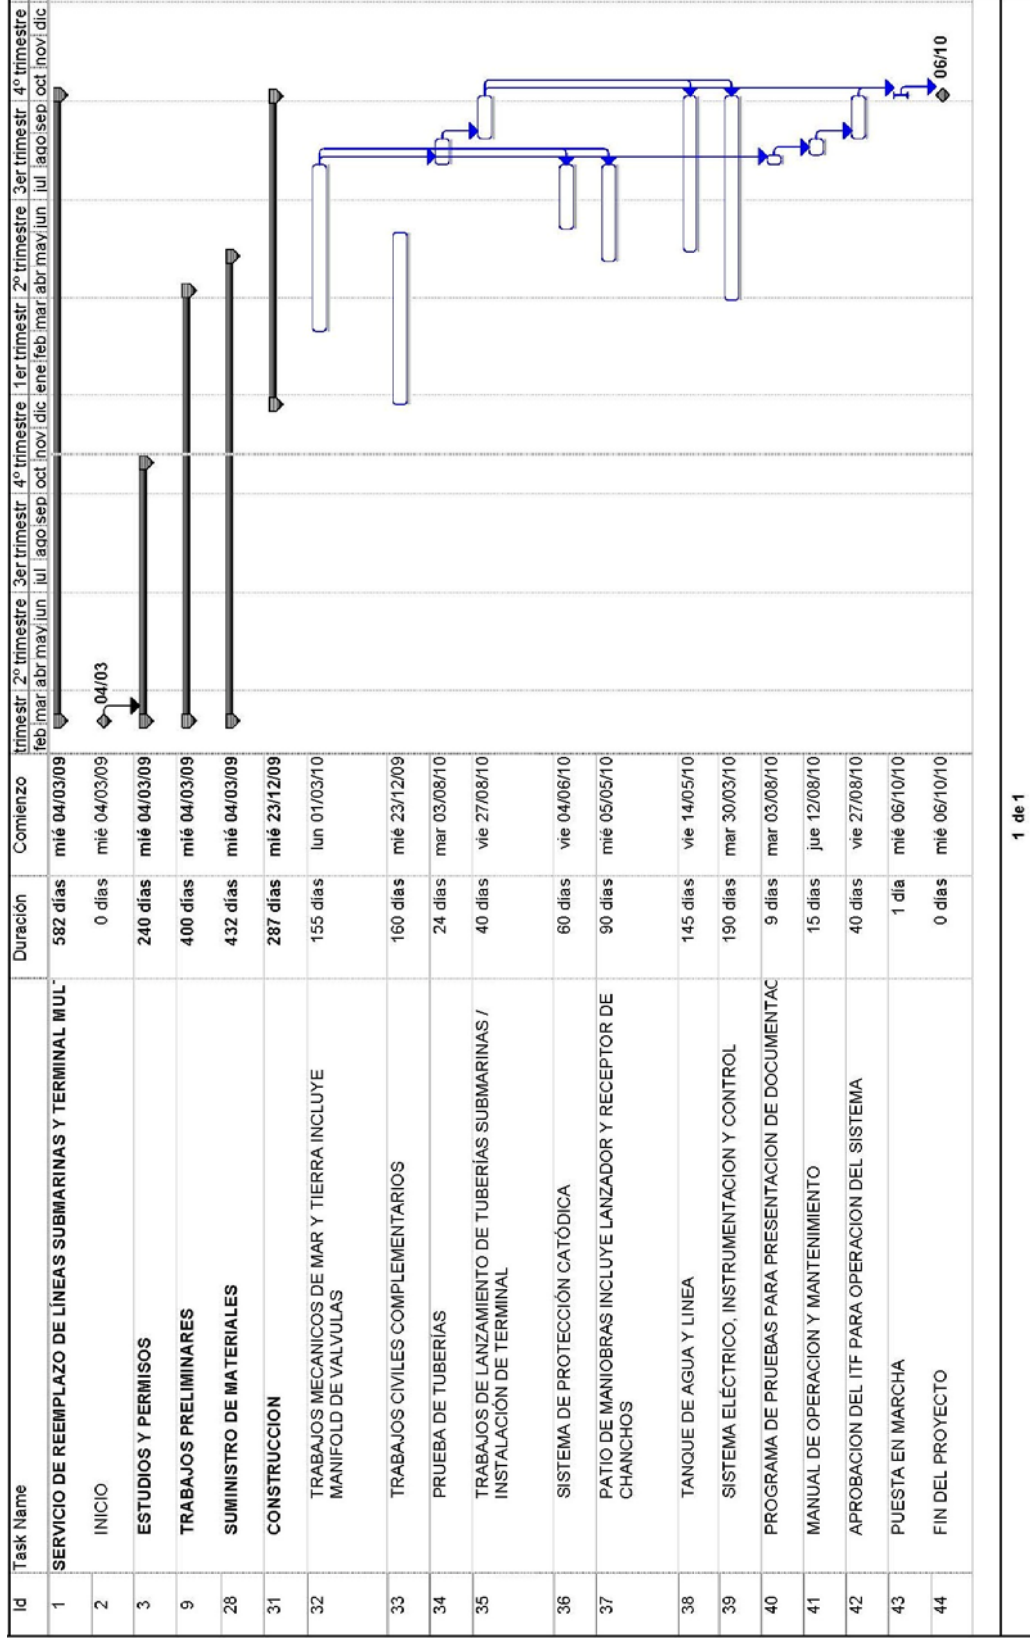 Id Task Name Duración Comienzo trimestr 2º trimestre 3er trimestr 4º trimestre 1er trimestr 2º trimestre 3er trimestr 4º trimestre
feb mar abr may jun jul ago sep oct nov dic ene feb mar abr may jun jul ago sep oct nov dic
1 SERVICIO DE REEMPLAZO DE LÍNEAS SUBMARINAS Y TERMINAL MUL 582 días mié 04/03/09
2 INICIO 0 días mié 04/03/09 04/03
3 ESTUDIOS Y PERMISOS 240 días mié 04/03/09
9 TRABAJOS PRELIMINARES 400 días mié 04/03/09
28 SUMINISTRO DE MATERIALES 432 días mié 04/03/09
31 CONSTRUCCION 287 días mié 23/12/09
32 TRABAJOS MECANICOS DE MAR Y TIERRA INCLUYE 155 días lun 01/03/10
MANIFOLD DE VALVULAS
33 TRABAJOS CIVILES COMPLEMENTARIOS 160 días mié 23/12/09
34 PRUEBA DE TUBERÍAS 24 días mar 03/08/10
35 TRABAJOS DE LANZAMIENTO DE TUBERÍAS SUBMARINAS / 40 días vie 27/08/10
INSTALACIÓN DE TERMINAL
36 SISTEMA DE PROTECCIÓN CATÓDICA 60 días vie 04/06/10
37 PATIO DE MANIOBRAS INCLUYE LANZADOR Y RECEPTOR DE 90 días mié 05/05/10
CHANCHOS
38 TANQUE DE AGUA Y LINEA 145 días vie 14/05/10
39 SISTEMA ELÉCTRICO, INSTRUMENTACION Y CONTROL 190 días mar 30/03/10
40 PROGRAMA DE PRUEBAS PARA PRESENTACION DE DOCUMENTAC 9 días mar 03/08/10
41 MANUAL DE OPERACION Y MANTENIMIENTO 15 días jue 12/08/10
42 APROBACION DEL ITF PARA OPERACION DEL SISTEMA 40 días vie 27/08/10
43 PUESTA EN MARCHA 1 día mié 06/10/10
44 FIN DEL PROYECTO 0 días mié 06/10/10 06/10
1 de 1